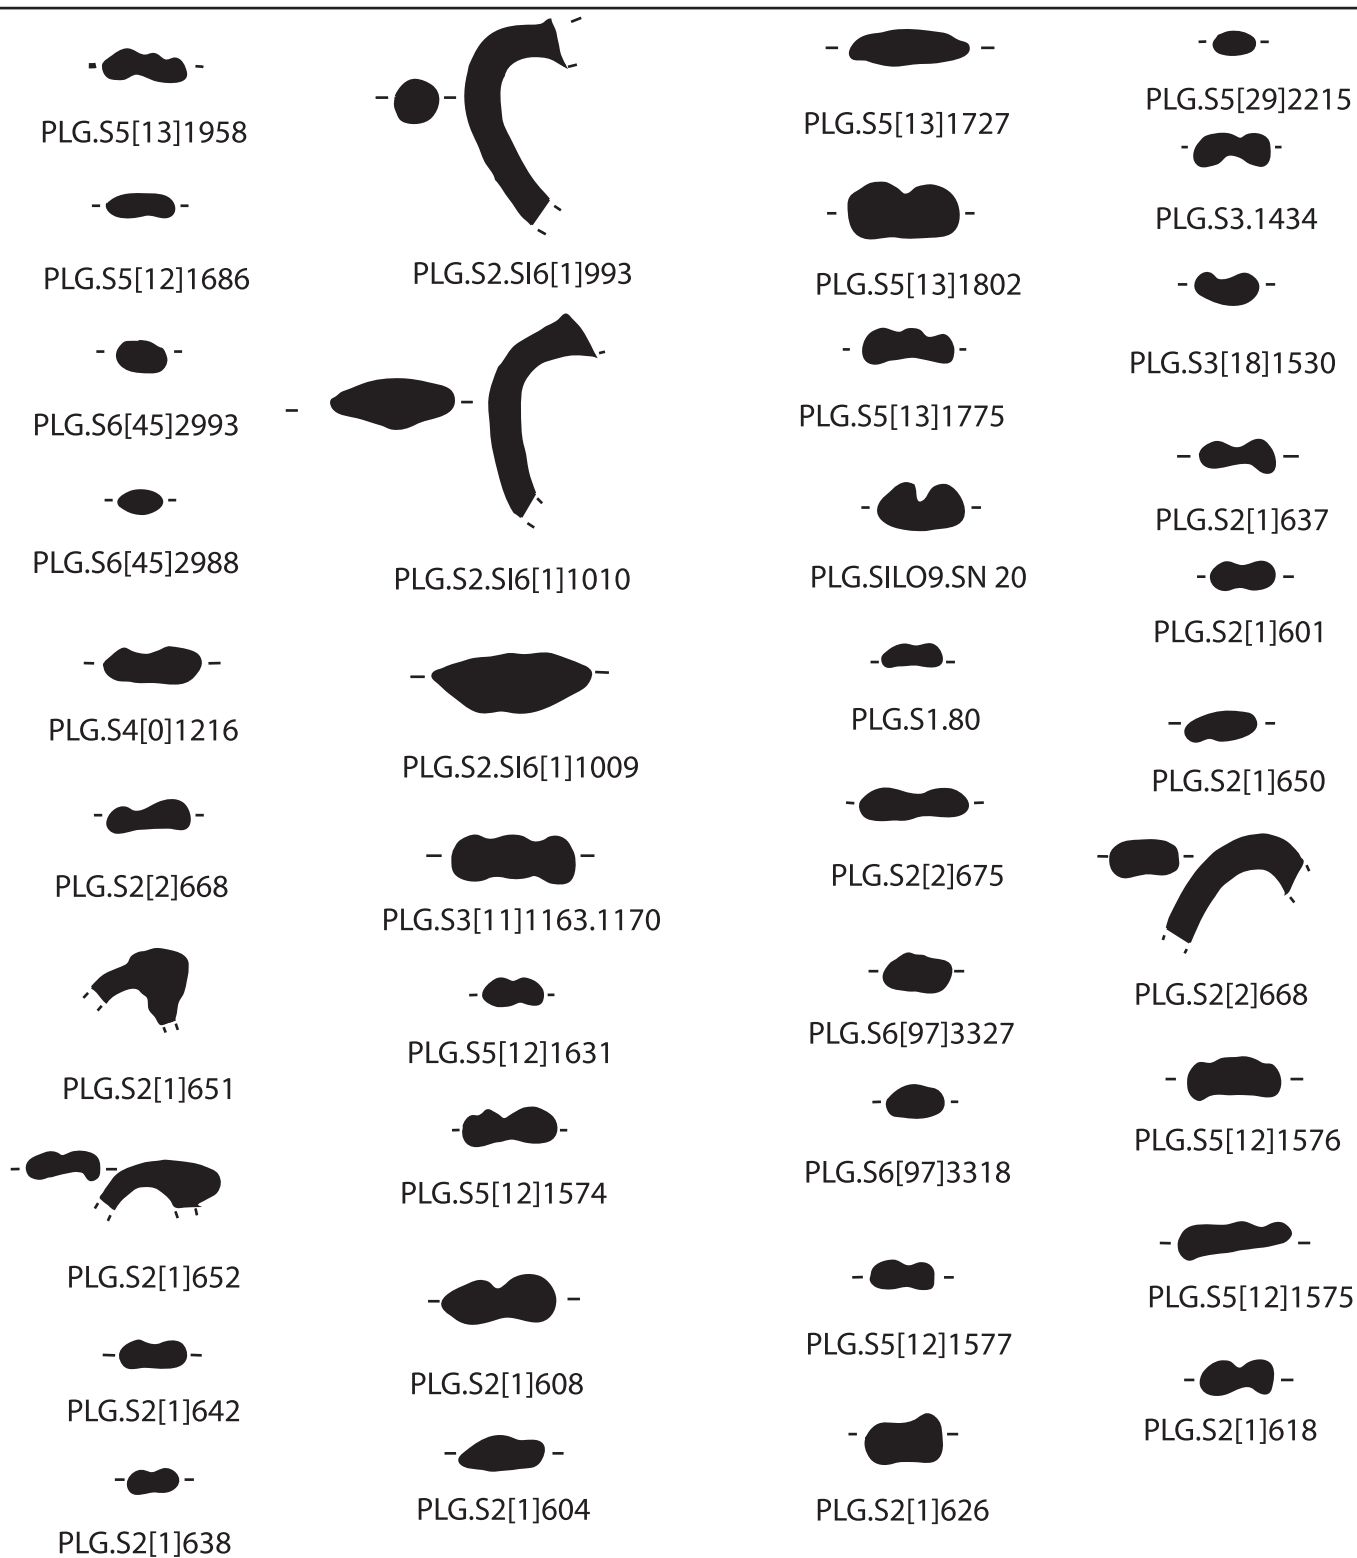 PLG.S5[13]1958
PLG.S5[12]1686
PLG.S6[45]2993
PLG.S6[45]2988
PLG.S4[0]1216
PLG.S2[2]668
PLG.S2[1]651
PLG.S2[1]652
PLG.S2[1]642
PLG.S2[1]638
PLG.S2.SI6[1]993
PLG.S2.SI6[1]1010
PLG.S2.SI6[1]1009
PLG.S3[11]1163.1170
PLG.S5[12]1631
PLG.S5[12]1574
PLG.S2[1]608
PLG.S2[1]604
PLG.S5[13]1727
PLG.S5[13]1802
PLG.S5[13]1775
PLG.SILO9.SN 20
PLG.S1.80
PLG.S2[2]675
PLG.S6[97]3327
PLG.S6[97]3318
PLG.S5[12]1577
PLG.S2[1]626
PLG.S5[29]2215
PLG.S3.1434
PLG.S3[18]1530
PLG.S2[1]637
PLG.S2[1]601
PLG.S2[1]650
PLG.S2[2]668
PLG.S5[12]1576
PLG.S5[12]1575
PLG.S2[1]618